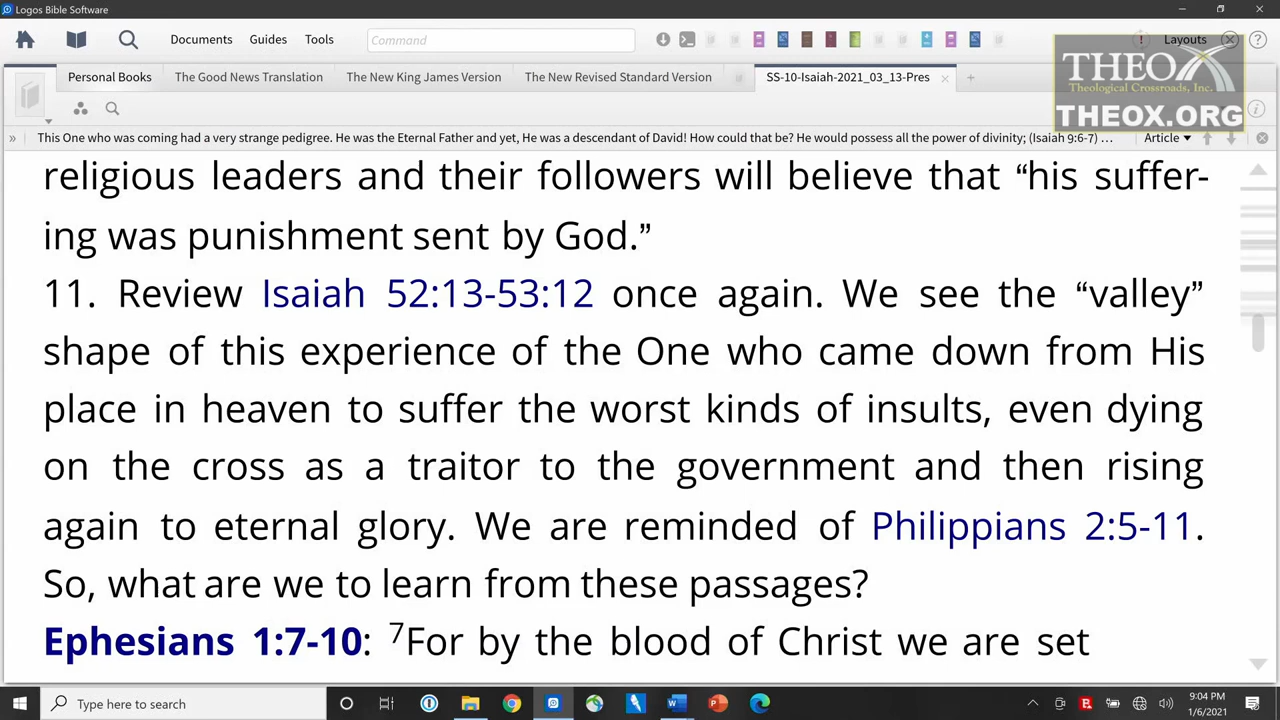 Logos Bible Software
Documents Guides Tools Command Layouts
THEOX
Theological Crossroads, Inc.
THEOX.ORG
Personal Books The Good News Translation The New King James Version The New Revised Standard Version SS-10-Isaiah-2021_03_13-Pres
This One who was coming had a very strange pedigree. He was the Eternal Father and yet, He was a descendant of David! How could that be? He would possess all the power of divinity; (Isaiah 9:6-7) … Article
religious leaders and their followers will believe that “his suffer-
ing was punishment sent by God.”
11. Review Isaiah 52:13-53:12 once again. We see the “valley”
shape of this experience of the One who came down from His
place in heaven to suffer the worst kinds of insults, even dying
on the cross as a traitor to the government and then rising
again to eternal glory. We are reminded of Philippians 2:5-11.
So, what are we to learn from these passages?
Ephesians 1:7-10: 7For by the blood of Christ we are set
Type here to search
9:04 PM
1/6/2021